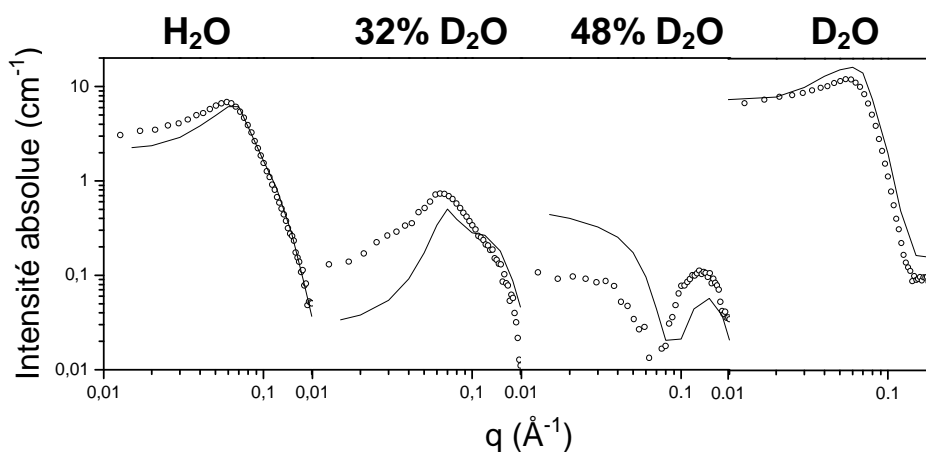 H₂O 32% D₂O 48% D₂O D₂O
Intensité absolue (cm⁻¹)
10
1
0,1
0,01
0,01 0,1 0,01 0,1 0.01 0.1 0.01 0.1
q (Å⁻¹)